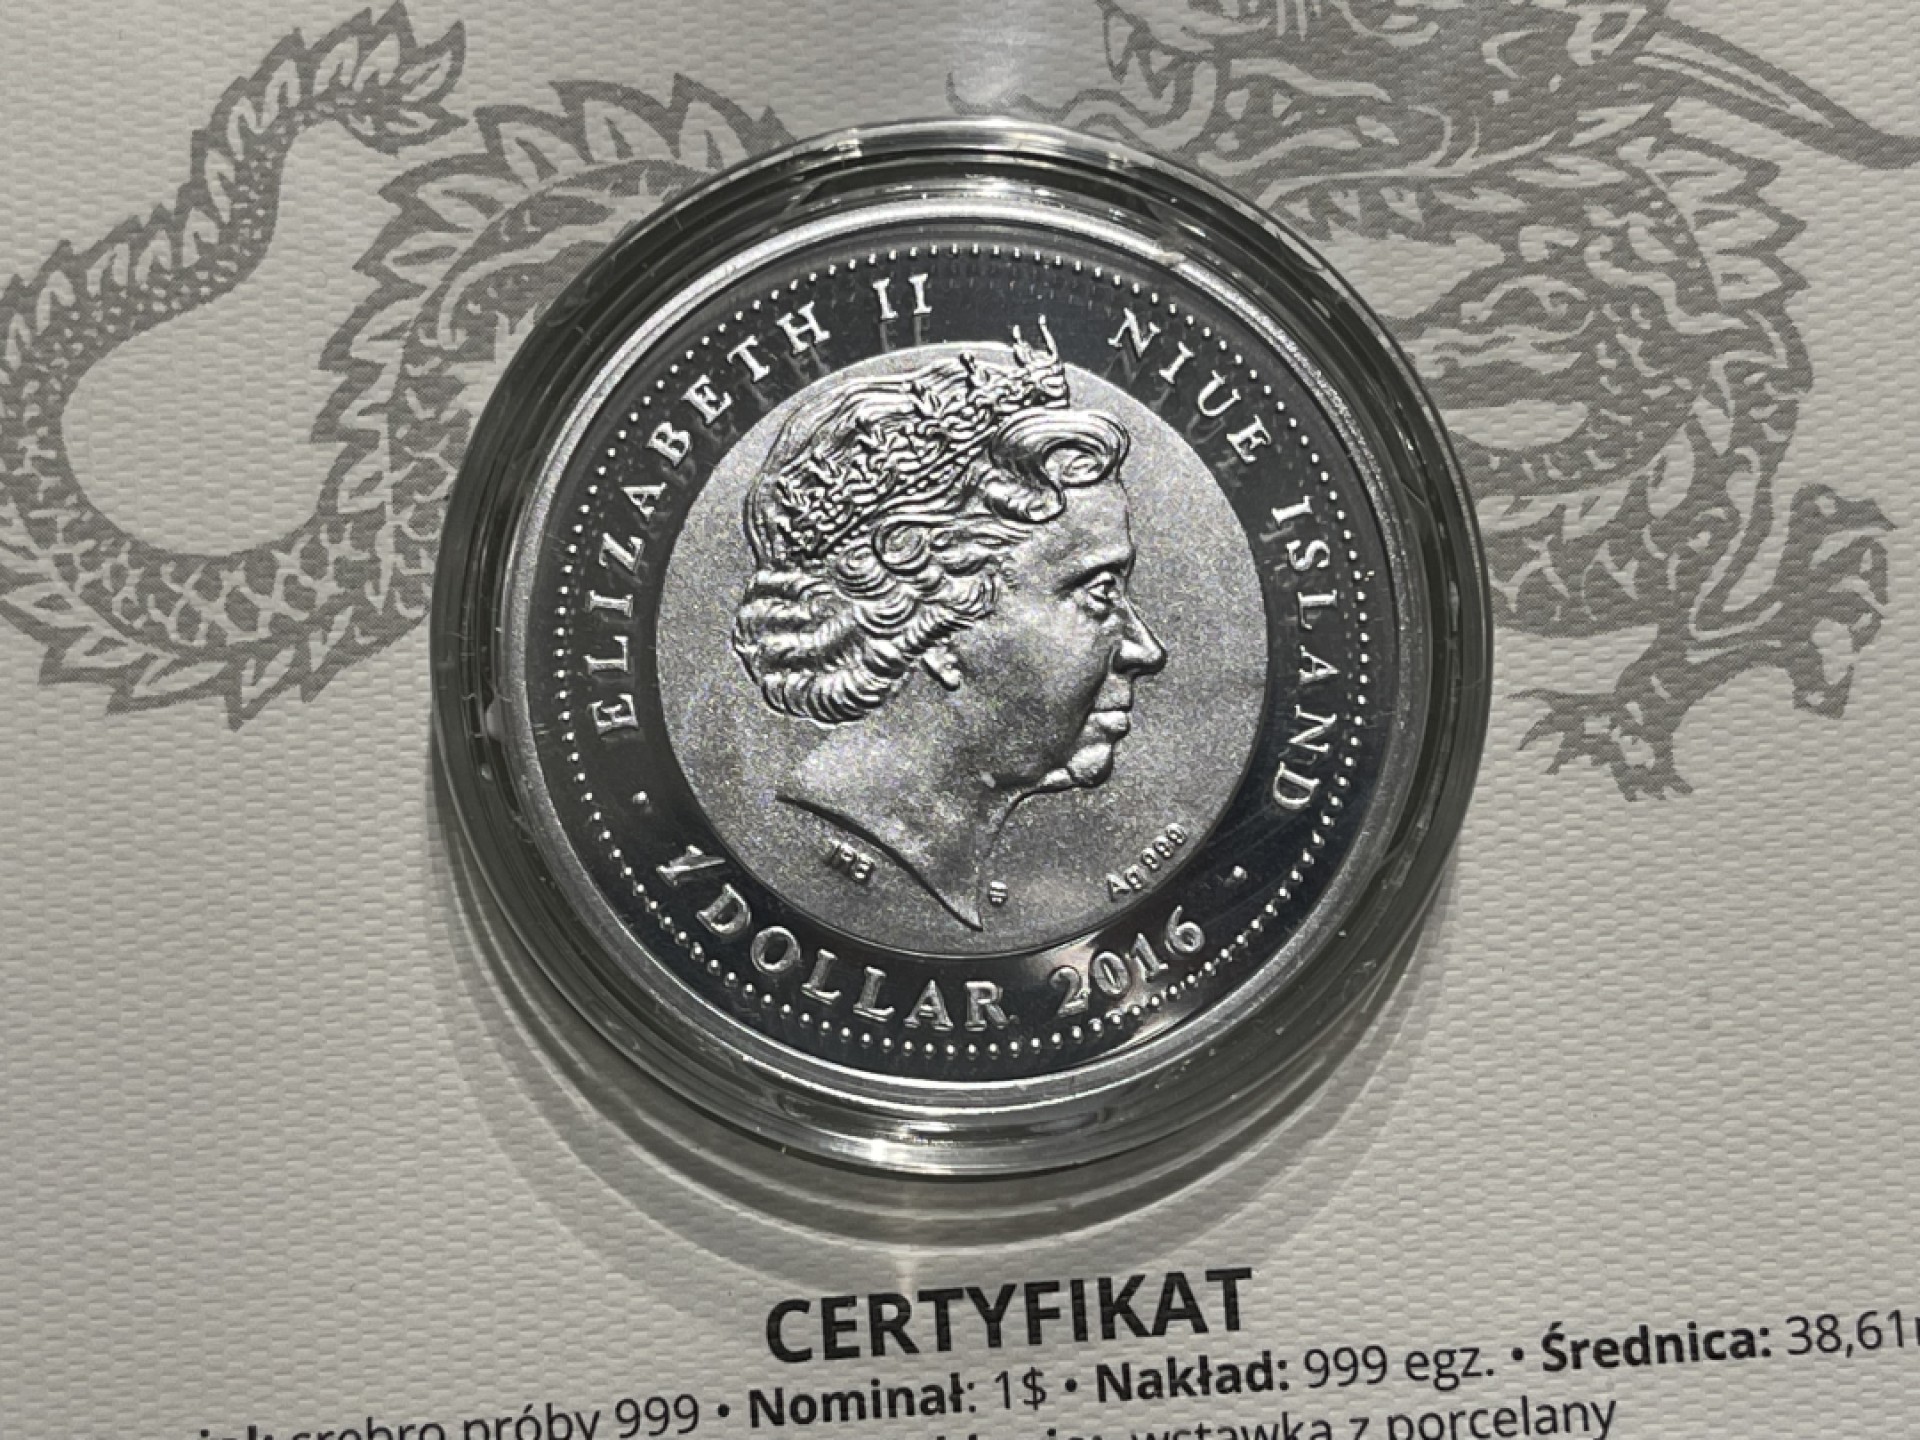 ELIZABETH II NIUE ISLAND
1 DOLLAR 2016
IRB
Ag 999
CERTYFIKAT
srebro próby 999 • Nominał: 1$ • Nakład: 999 egz. • Średnica: 38,61
wstawka z porcelany